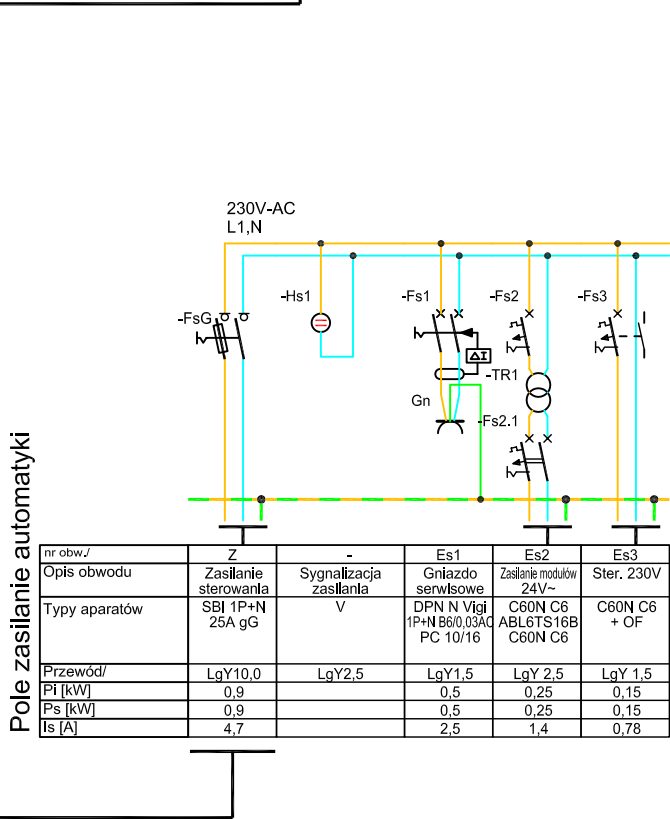 230V-AC
L1,N
-FsG
-Hs1
-Fs1
-Fs2
-Fs3
ΔI
-TR1
Gn
-Fs2.1
Pole zasilanie automatyki
nr obw./ Z - Es1 Es2 Es3
Opis obwodu Zasilanie sterowania Sygnalizacja zasilania Gniazdo serwisowe Zasilanie modułów 24V~ Ster. 230V
Typy aparatów SBI 1P+N 25A gG V DPN N Vigi 1P+N B6/0,03AC PC 10/16 C60N C6 ABL6TS16B C60N C6 C60N C6 + OF
Przewód/ LgY10,0 LgY2,5 LgY1,5 LgY 2,5 LgY 1,5
Pi [kW] 0,9 0,5 0,25 0,15
Ps [kW] 0,9 0,5 0,25 0,15
Is [A] 4,7 2,5 1,4 0,78